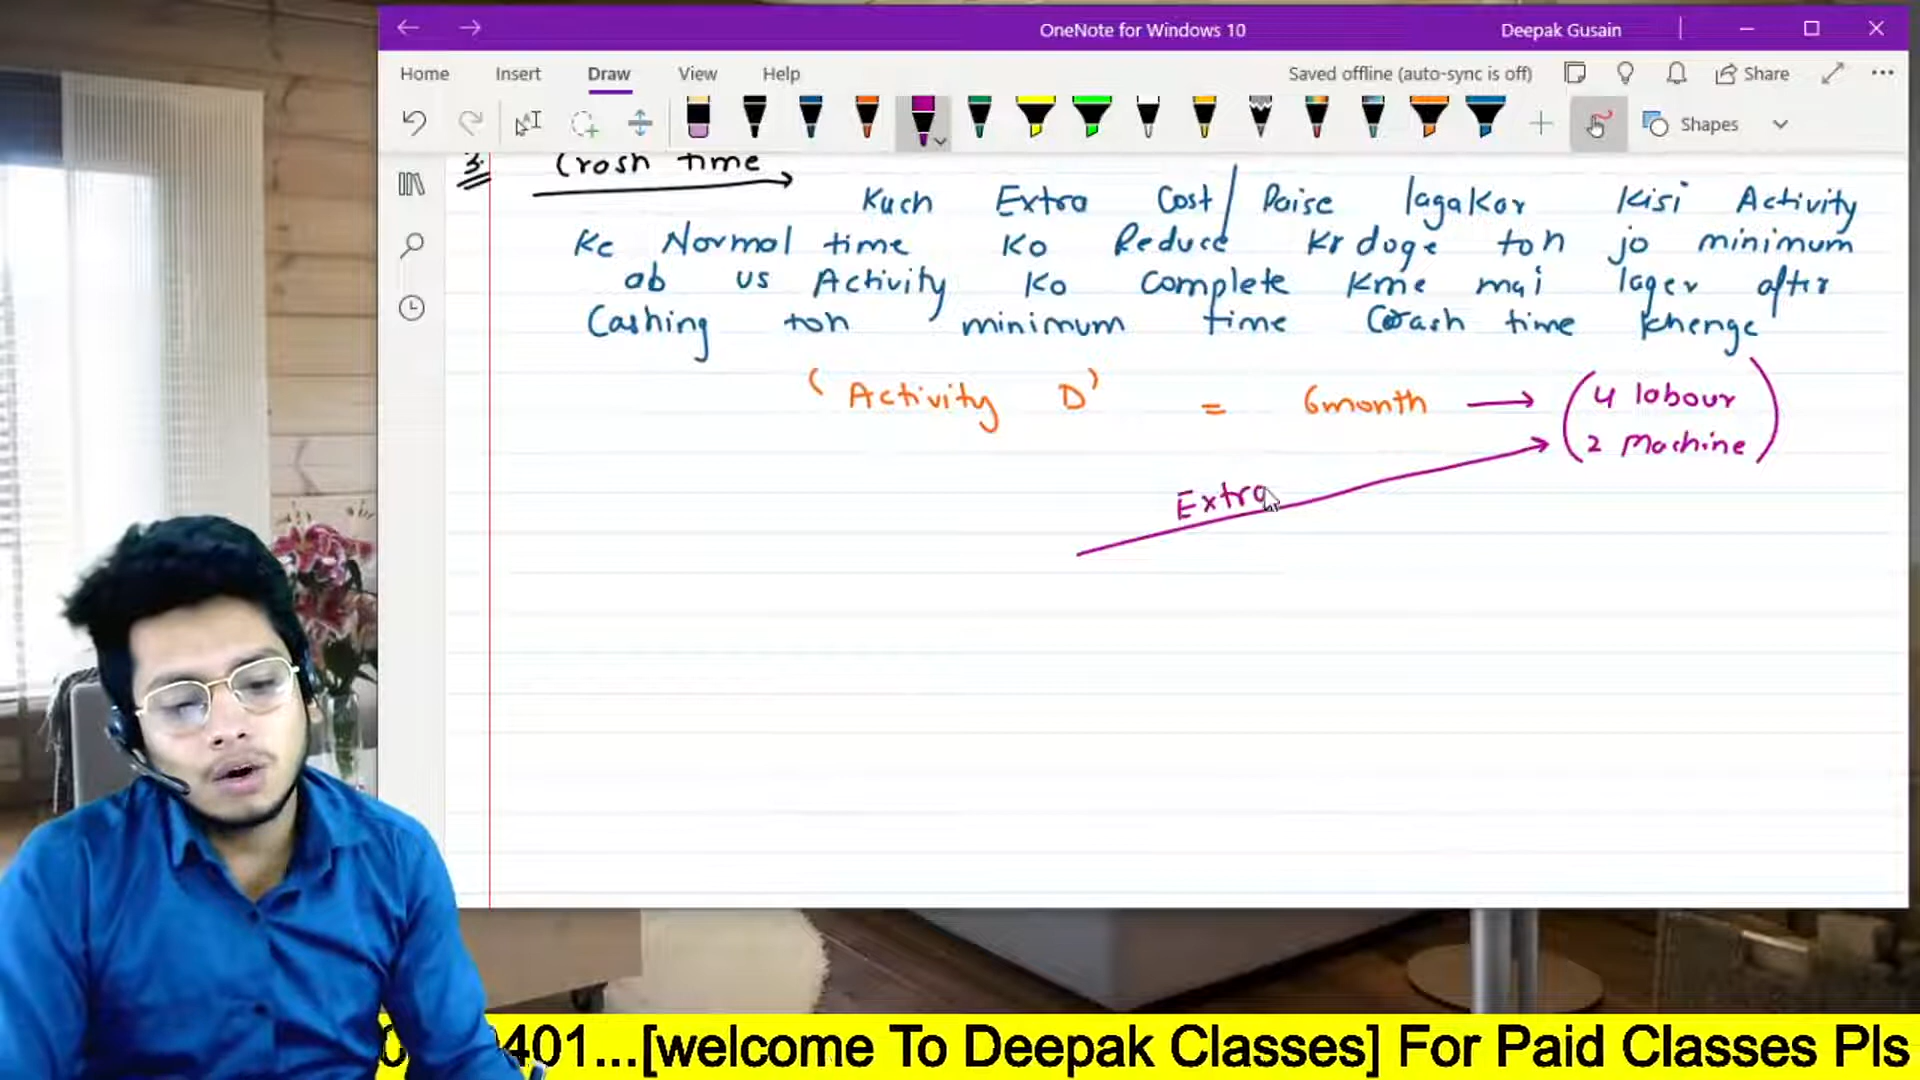 OneNote for Windows 10 Deepak Gusain
Home Insert Draw View Help Saved offline (auto-sync is off) Share
Shapes
3. Crash time
Kuch Extra Cost/ Paise lagakar kisi Activity
Ke Normal time Ko Reduce Kr doge toh jo minimum
ab us Activity Ko Complete Krne mai lager after
Cashing toh minimum time Crash time khenge
(Activity D) = 6month → (4 labour
2 Machine)
Extra
401...[welcome To Deepak Classes] For Paid Classes Pls